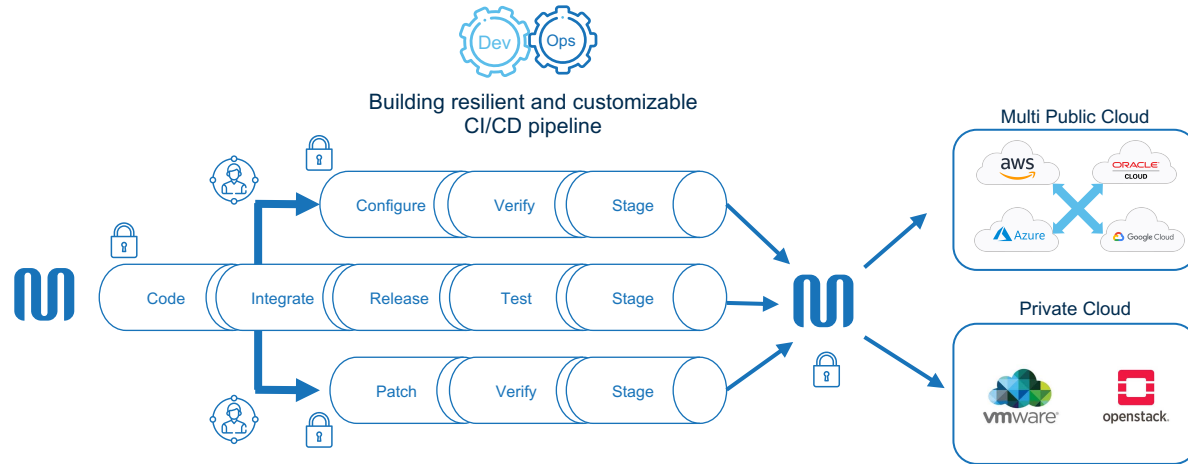 Dev Ops
Building resilient and customizable
CI/CD pipeline
Configure Verify Stage
Code Integrate Release Test Stage
Patch Verify Stage
Multi Public Cloud
aws
ORACLE
CLOUD
Azure
Google Cloud
Private Cloud
vmware
openstack.